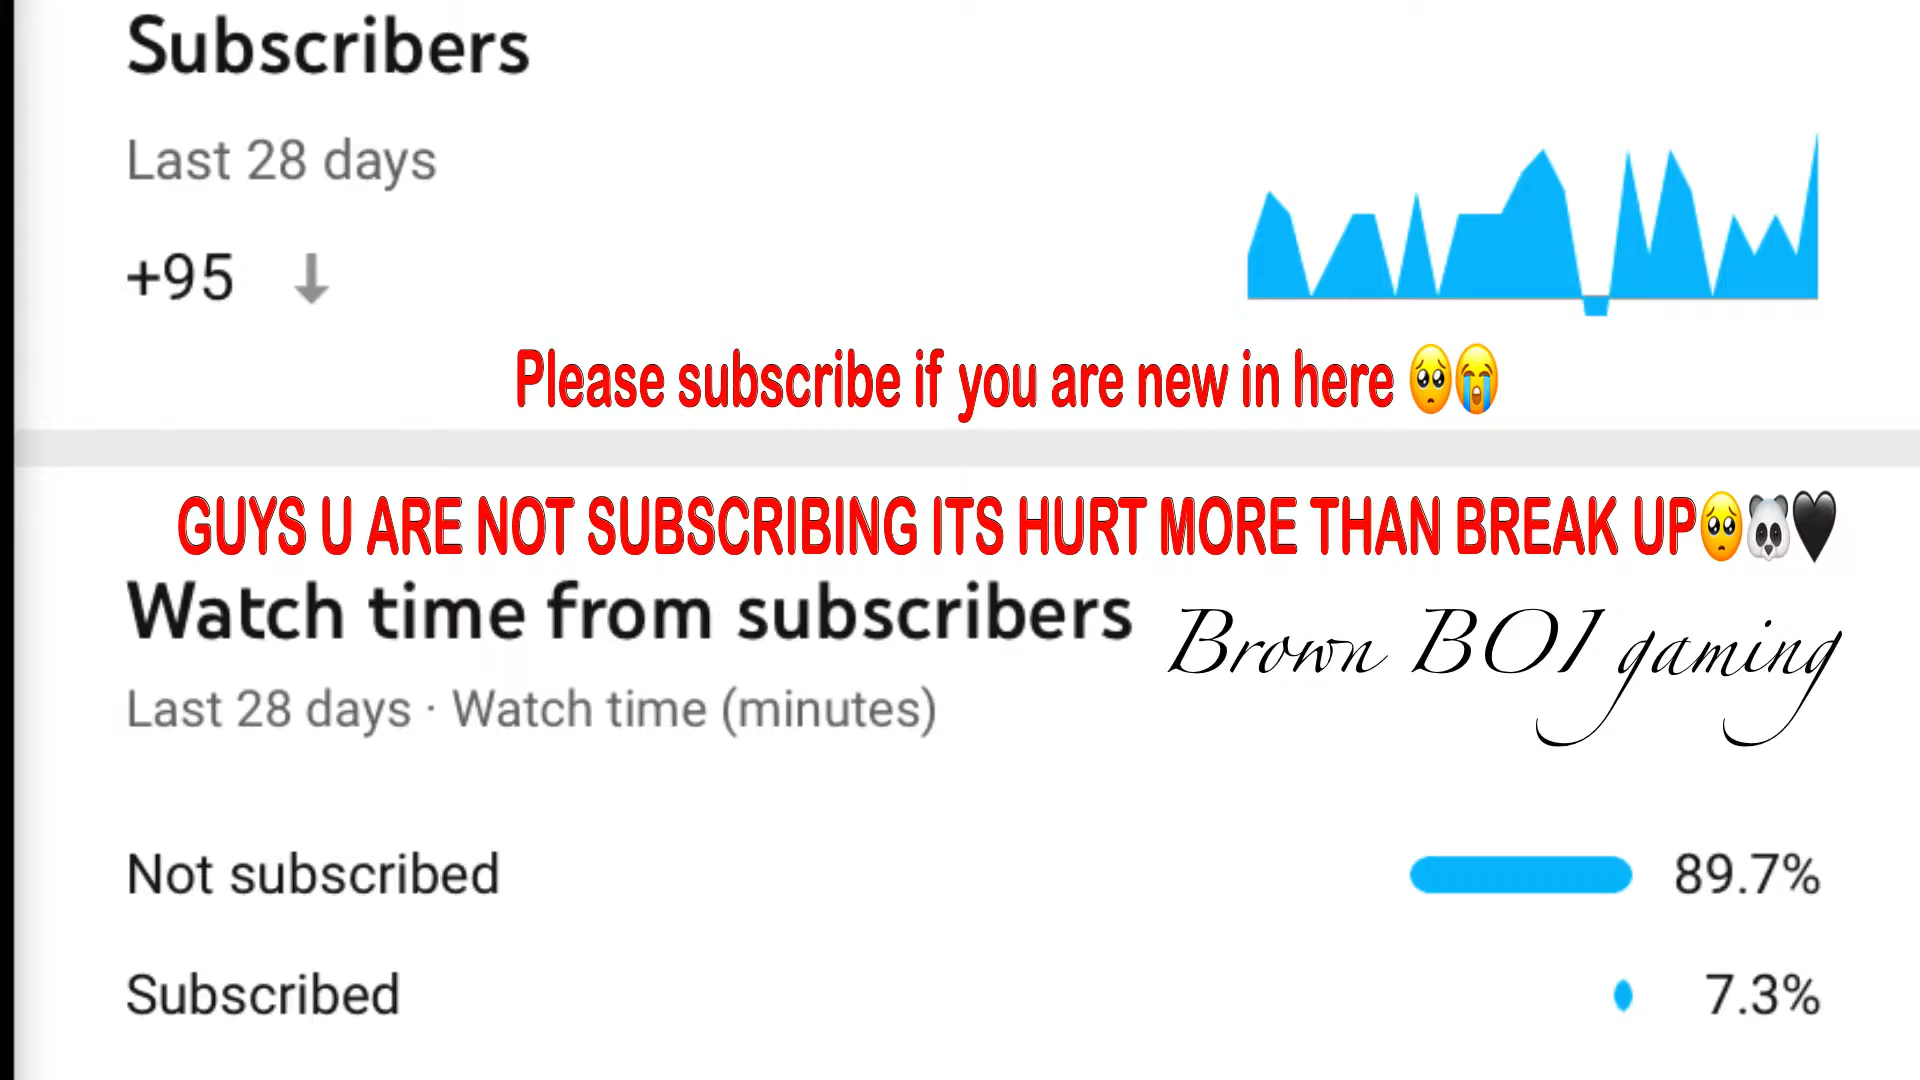 Subscribers
Last 28 days
+95 ↓
Please subscribe if you are new in here 🥺😭
GUYS U ARE NOT SUBSCRIBING ITS HURT MORE THAN BREAK UP🥺🐼🖤
Watch time from subscribers
Brown BOI gaming
Last 28 days · Watch time (minutes)
Not subscribed 89.7%
Subscribed 7.3%